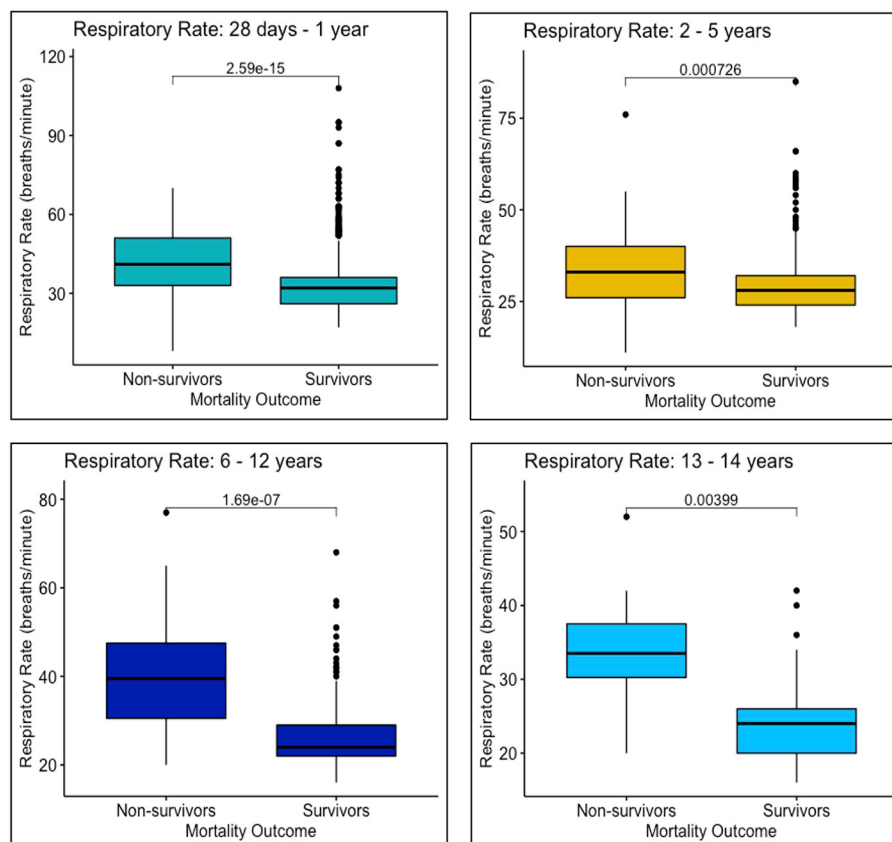 Respiratory Rate: 28 days - 1 year
Respiratory Rate (breaths/minute)
120
90
60
30
2.59e-15
Non-survivors Survivors
Mortality Outcome
Respiratory Rate: 2 - 5 years
Respiratory Rate (breaths/minute)
75
50
25
0.000726
Non-survivors Survivors
Mortality Outcome
Respiratory Rate: 6 - 12 years
Respiratory Rate (breaths/minute)
80
60
40
20
1.69e-07
Non-survivors Survivors
Mortality Outcome
Respiratory Rate: 13 - 14 years
Respiratory Rate (breaths/minute)
50
40
30
20
0.00399
Non-survivors Survivors
Mortality Outcome